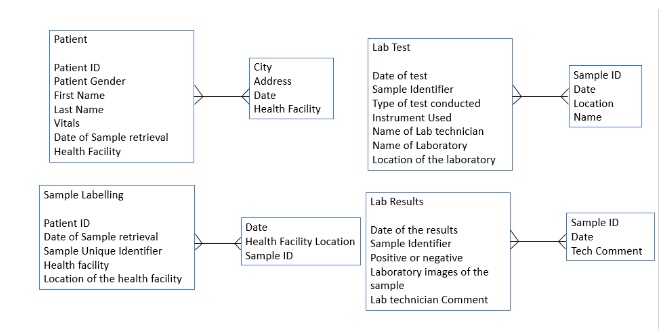 Patient
Patient ID
Patient Gender
First Name
Last Name
Vitals
Date of Sample retrieval
Health Facility
City
Address
Date
Health Facility
Lab Test
Date of test
Sample Identifier
Type of test conducted
Instrument Used
Name of Lab technician
Name of Laboratory
Location of the laboratory
Sample ID
Date
Location
Name
Sample Labelling
Patient ID
Date of Sample retrieval
Sample Unique Identifier
Health facility
Location of the health facility
Date
Health Facility Location
Sample ID
Lab Results
Date of the results
Sample Identifier
Positive or negative
Laboratory images of the
sample
Lab technician Comment
Sample ID
Date
Tech Comment